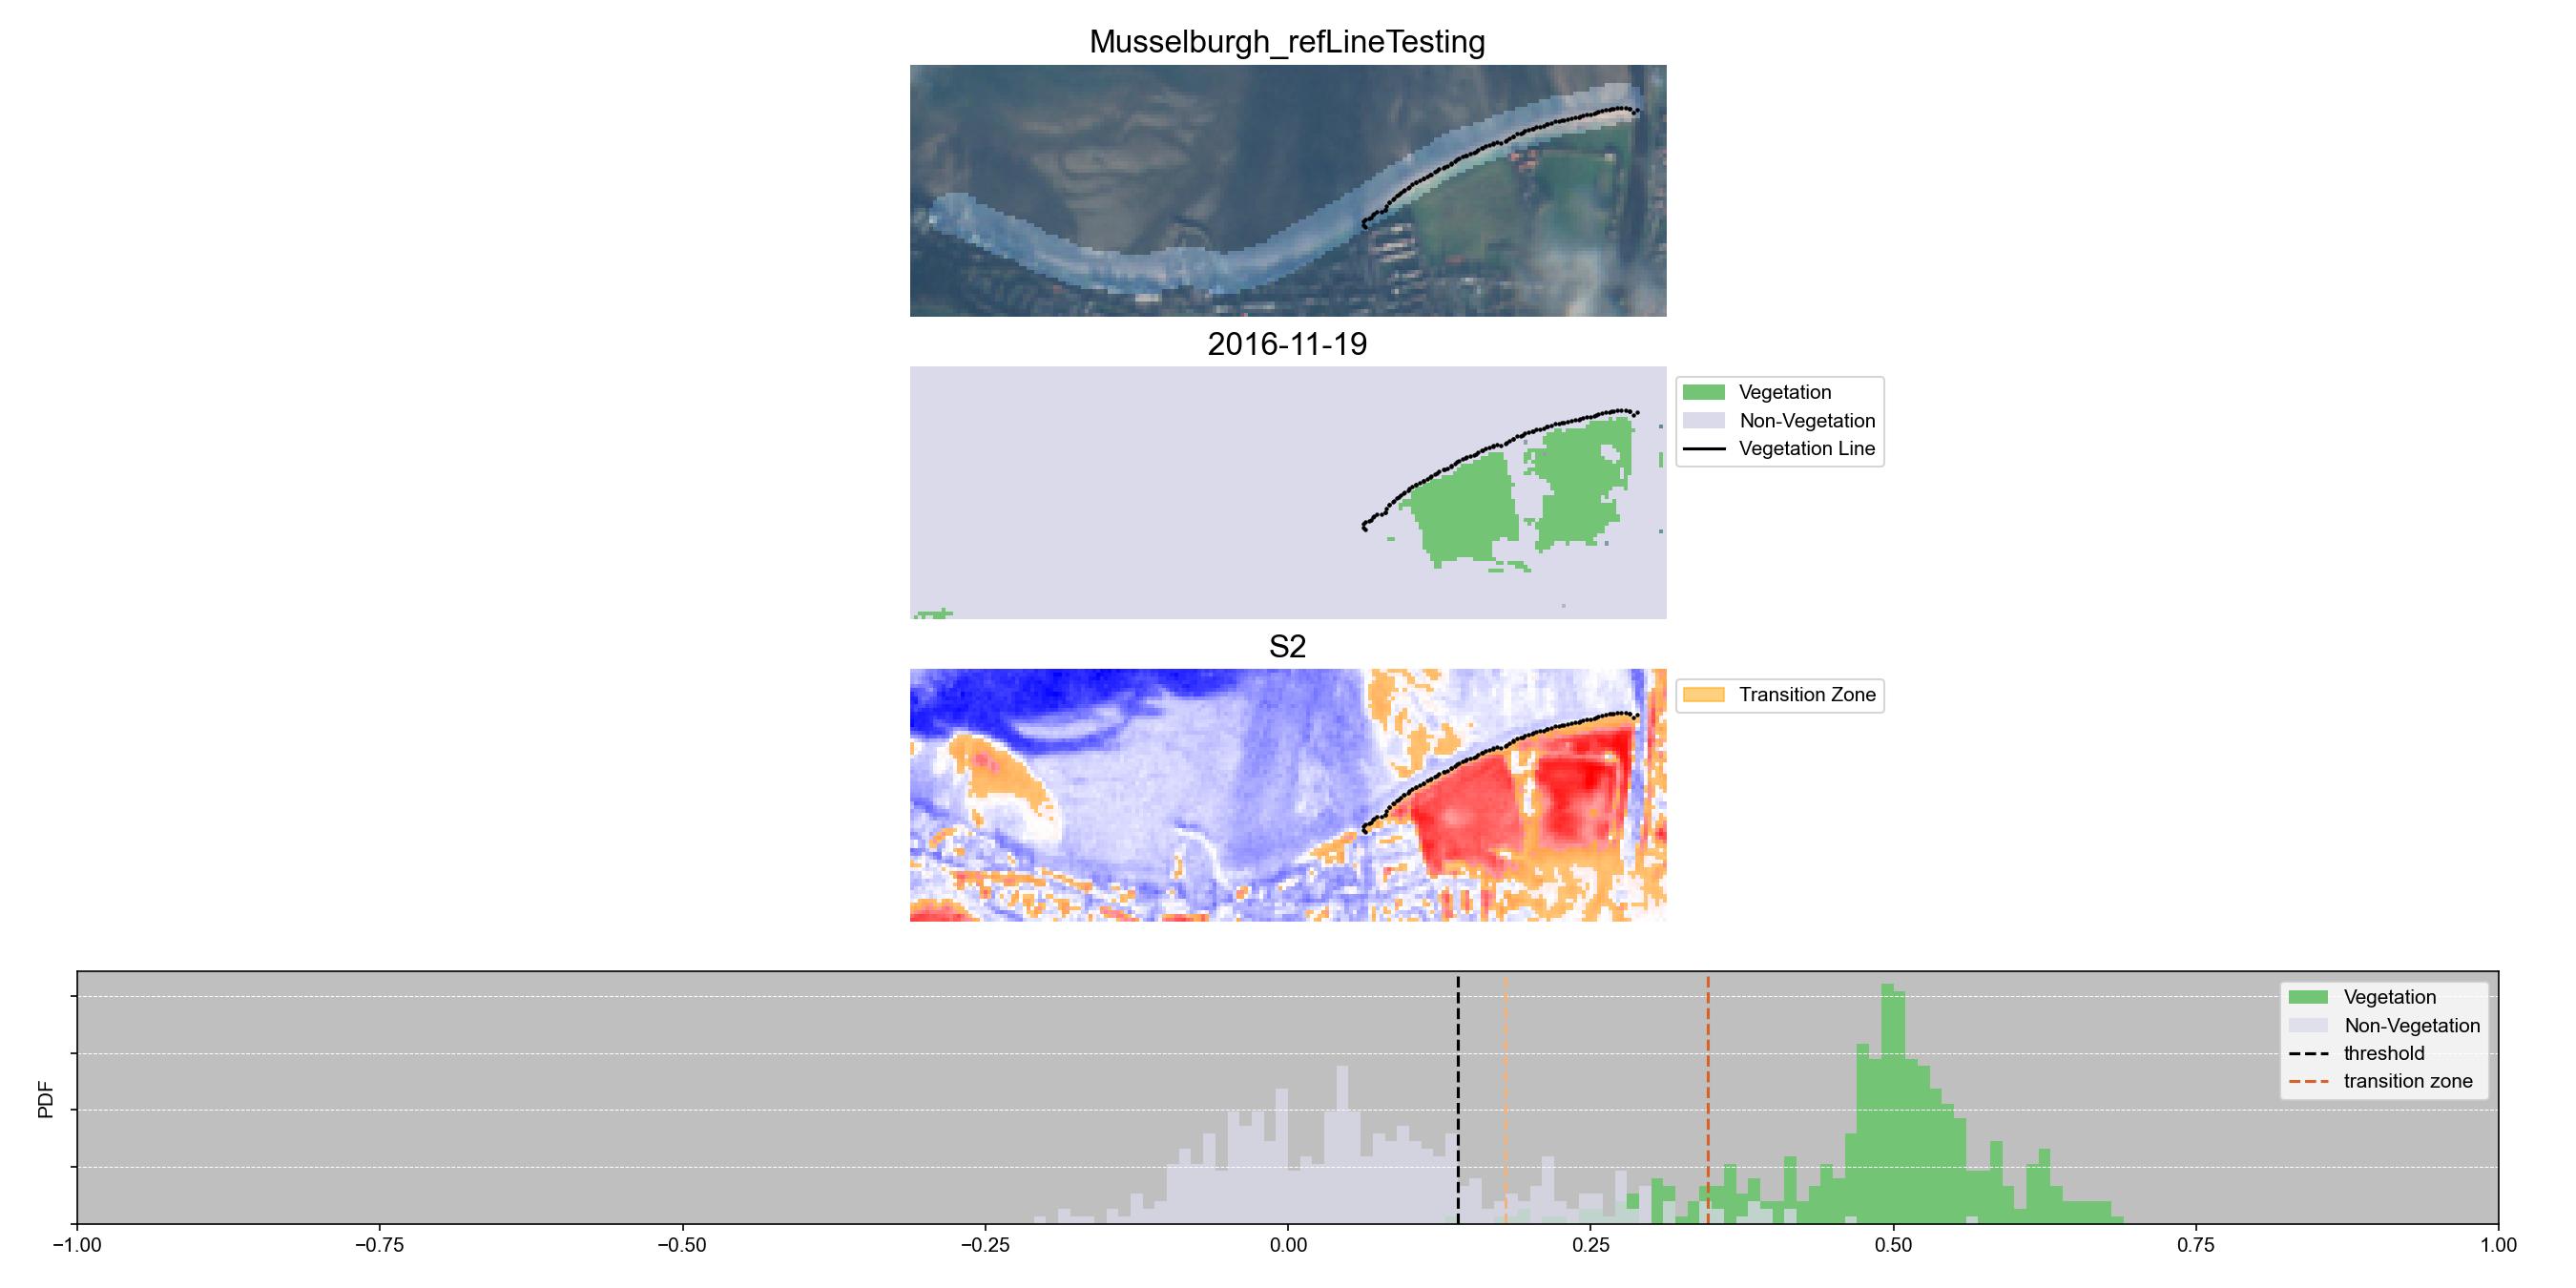 Musselburgh_refLineTesting
2016-11-19
Vegetation
Non-Vegetation
Vegetation Line
S2
Transition Zone
PDF
Vegetation
Non-Vegetation
threshold
transition zone
−1.00 −0.75 −0.50 −0.25 0.00 0.25 0.50 0.75 1.00